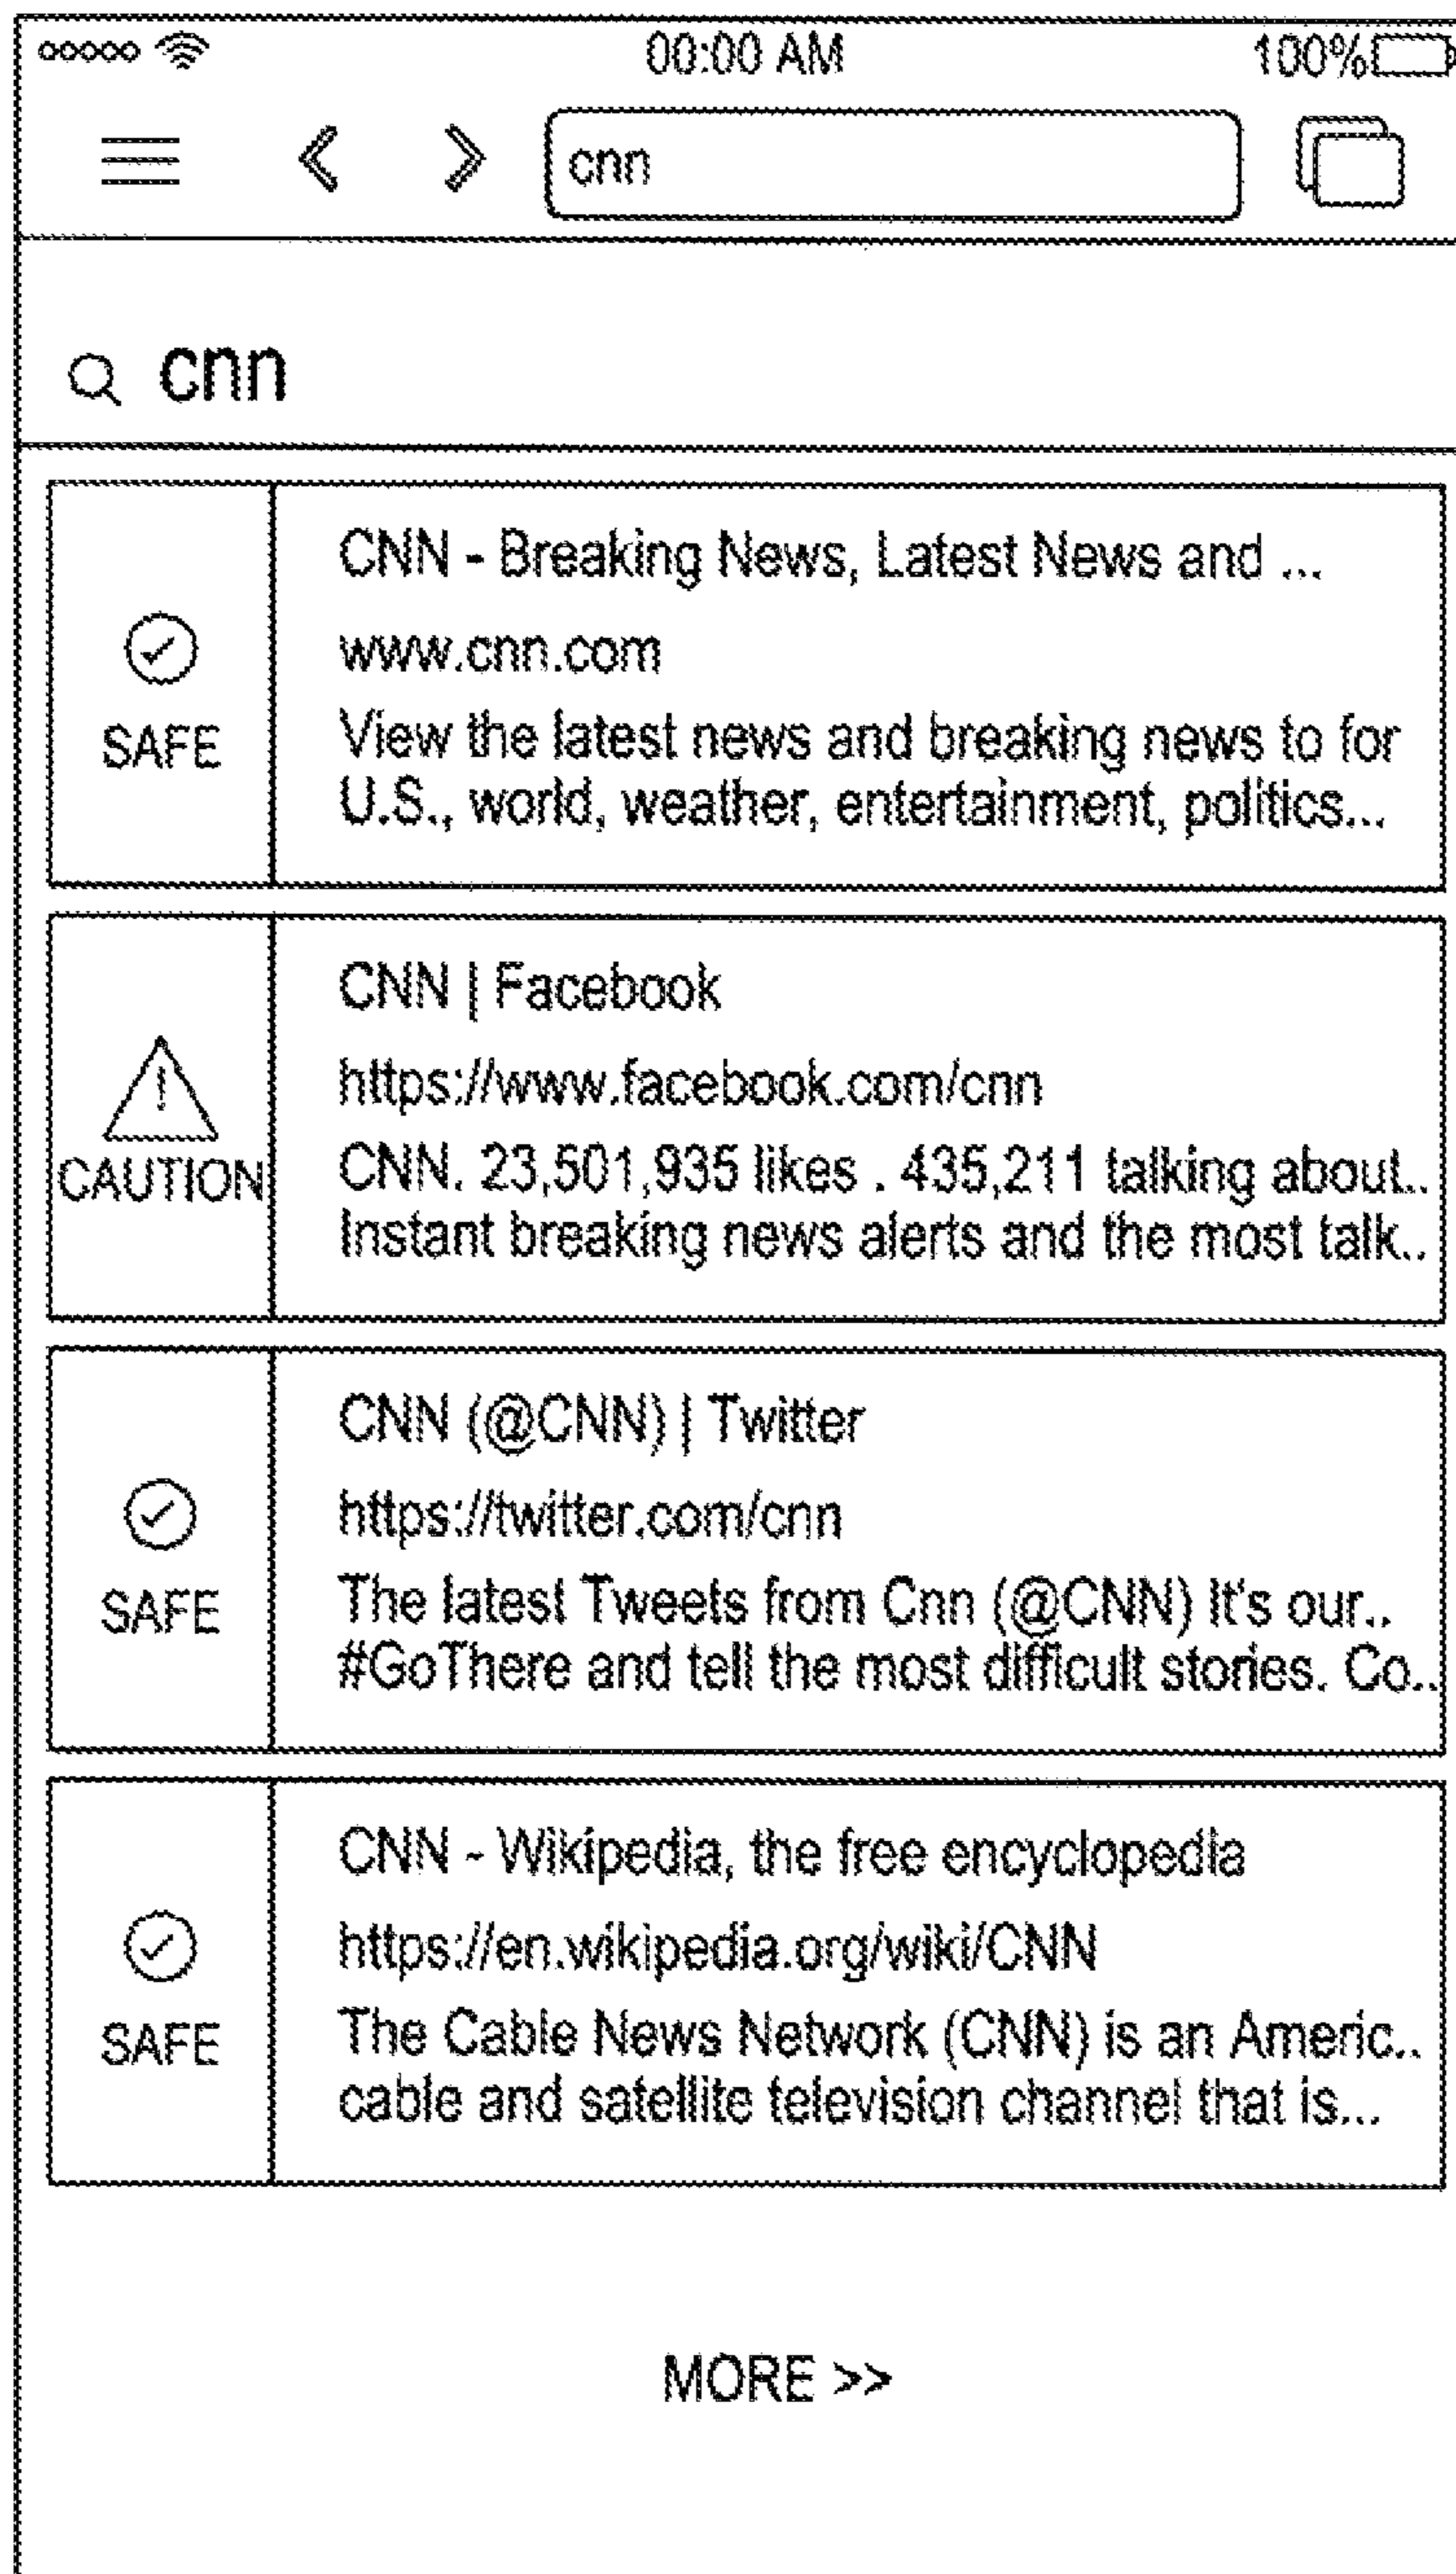 00:00 AM 100%
cnn
cnn
CNN - Breaking News, Latest News and ...
www.cnn.com
SAFE
View the latest news and breaking news to for
U.S., world, weather, entertainment, politics...
CNN | Facebook
https://www.facebook.com/cnn
CAUTION
CNN. 23,501,935 likes . 435,211 talking about..
Instant breaking news alerts and the most talk..
CNN (@CNN) | Twitter
https://twitter.com/cnn
SAFE
The latest Tweets from Cnn (@CNN) It's our..
#GoThere and tell the most difficult stories. Co..
CNN - Wikipedia, the free encyclopedia
https://en.wikipedia.org/wiki/CNN
SAFE
The Cable News Network (CNN) is an Americ..
cable and satellite television channel that is...
MORE >>